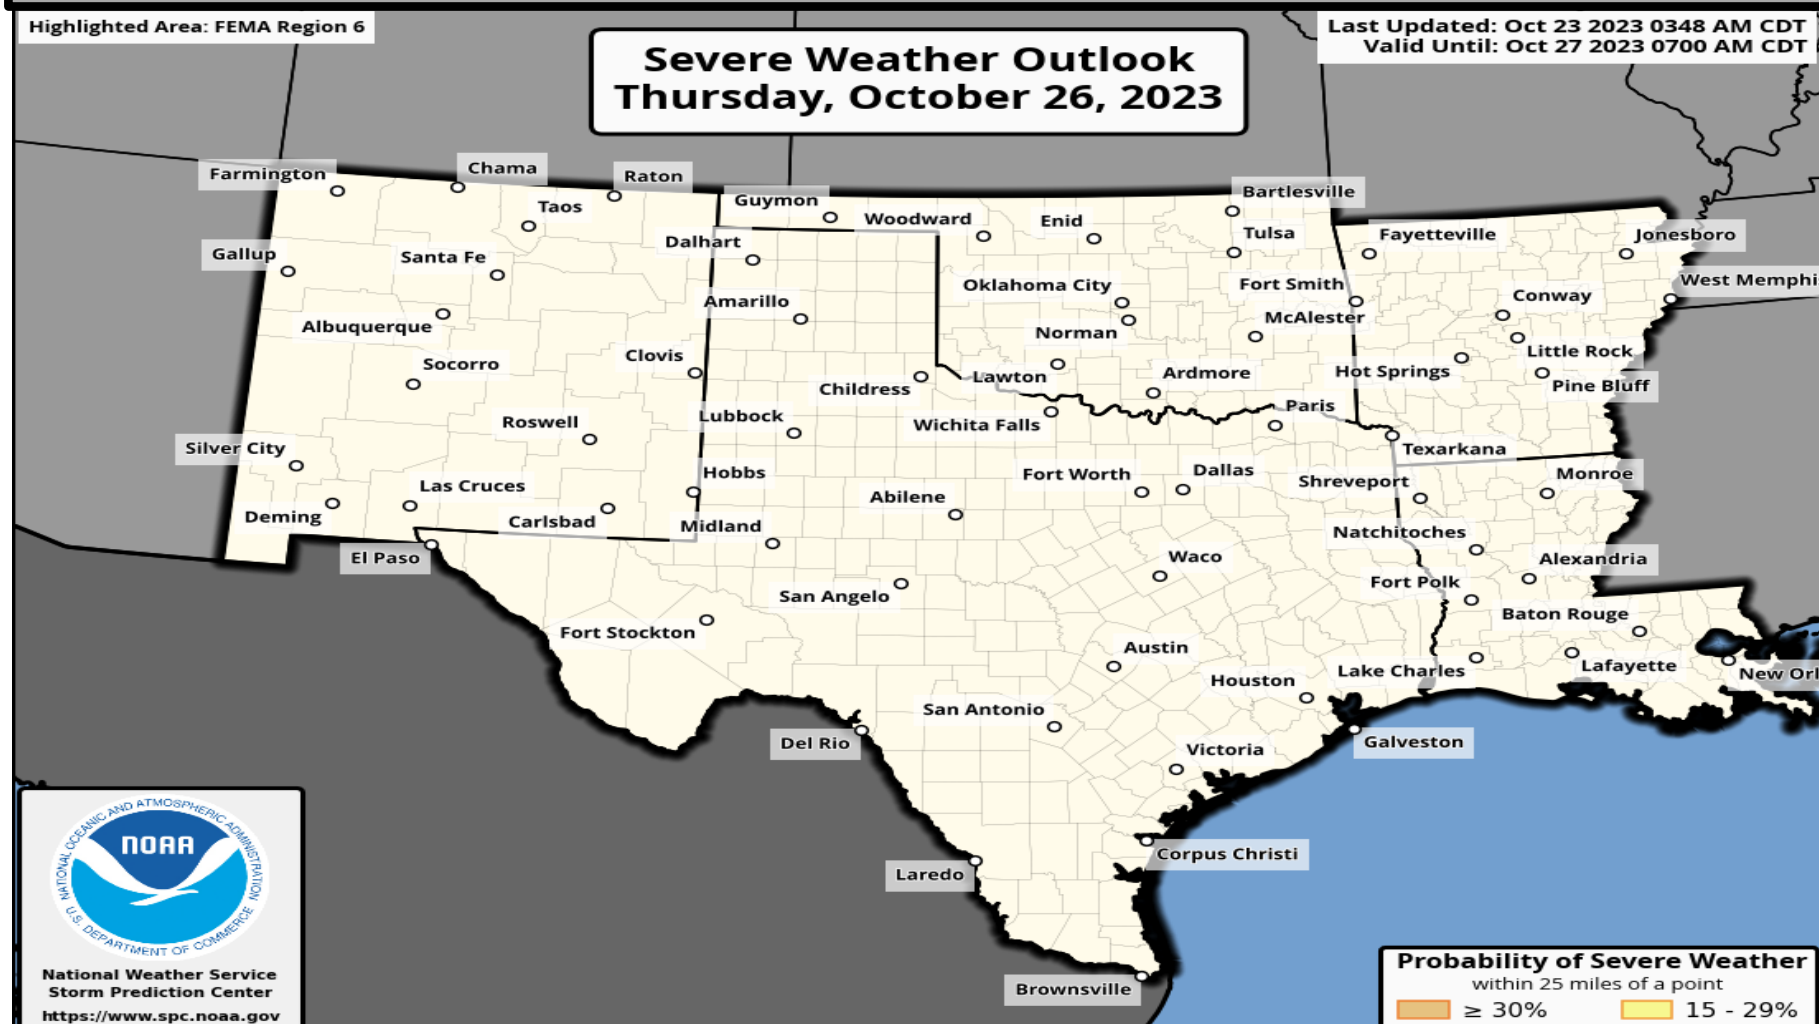 Highlighted Area: FEMA Region 6
Last Updated: Oct 23 2023 0348 AM CDT
Valid Until: Oct 27 2023 0700 AM CDT
Severe Weather Outlook
Thursday, October 26, 2023
Farmington
Chama
Raton
Taos
Guymon
Woodward
Enid
Bartlesville
Tulsa
Fayetteville
Jonesboro
Gallup
Santa Fe
Dalhart
Oklahoma City
Fort Smith
Conway
West Memphi
Albuquerque
Amarillo
Norman
McAlester
Little Rock
Socorro
Clovis
Childress
Lawton
Ardmore
Hot Springs
Pine Bluff
Roswell
Lubbock
Wichita Falls
Paris
Texarkana
Silver City
Las Cruces
Hobbs
Abilene
Fort Worth
Dallas
Shreveport
Monroe
Deming
Carlsbad
Midland
Natchitoches
El Paso
Waco
Alexandria
San Angelo
Fort Polk
Fort Stockton
Baton Rouge
Austin
Houston
Lake Charles
Lafayette
New Orl
San Antonio
Del Rio
Victoria
Galveston
Corpus Christi
Laredo
Brownsville
NATIONAL OCEANIC AND ATMOSPHERIC ADMINISTRATION
NOAA
U.S. DEPARTMENT OF COMMERCE
National Weather Service
Storm Prediction Center
https://www.spc.noaa.gov
Probability of Severe Weather
within 25 miles of a point
≥ 30%
15 - 29%